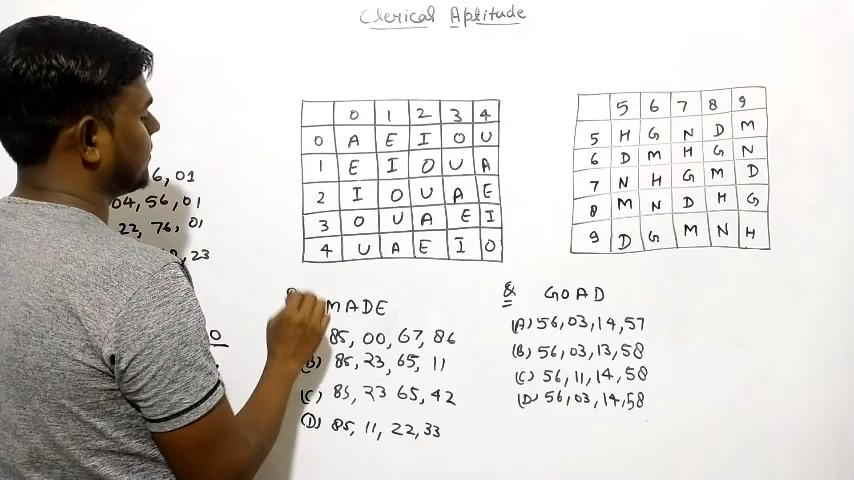 Clerical Aptitude
0 1 2 3 4
0 A E I O U
1 E I O U A
2 I O U A E
3 O U A E I
4 U A E I O
5 6 7 8 9
5 H G N D M
6 D M H G N
7 N H G M D
8 M N D H G
9 D G M N H
6, 01
04, 56, 01
22, 76, 01
, 23
0
MADE
85, 00, 67, 86
(B) 85, 23, 65, 11
(C) 85, 23 65, 42
(D) 85, 11, 22, 33
Q GOAD
(A) 56, 03, 14, 57
(B) 56, 03, 13, 58
(C) 56, 11, 14, 58
(D) 56, 03, 14, 58